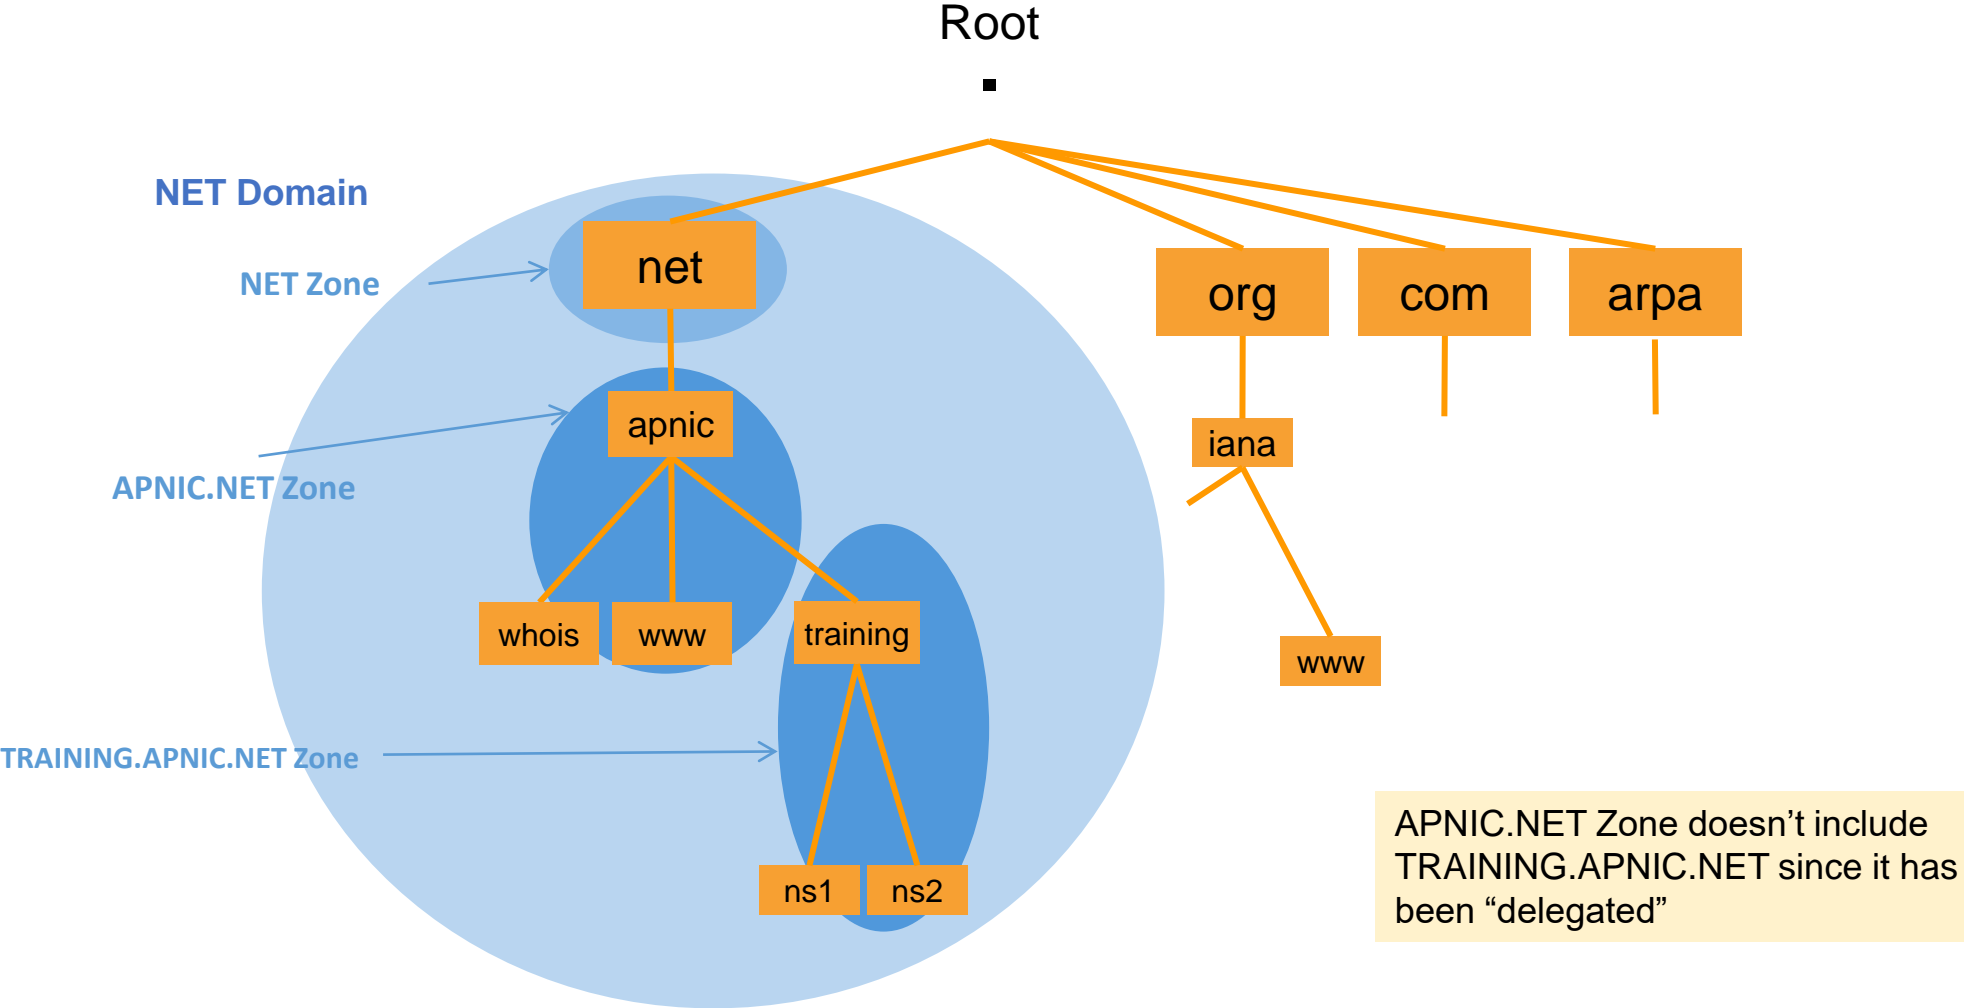 Root
.
NET Domain
net
NET Zone
org
com
arpa
apnic
iana
APNIC.NET Zone
whois
www
training
www
TRAINING.APNIC.NET Zone
APNIC.NET Zone doesn’t include
TRAINING.APNIC.NET since it has
been “delegated”
ns1
ns2